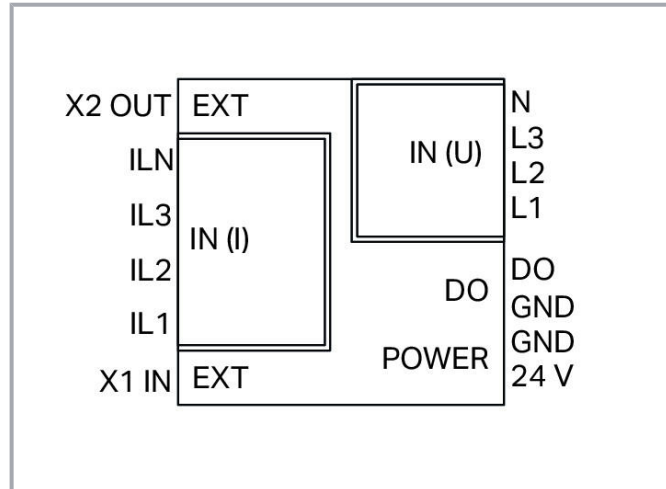 X2 OUT EXT
N
L3
IN (U)
ILN
L2
L1
IL3
IN (I)
IL2
DO
DO
GND
IL1
GND
POWER
24 V
X1 IN EXT